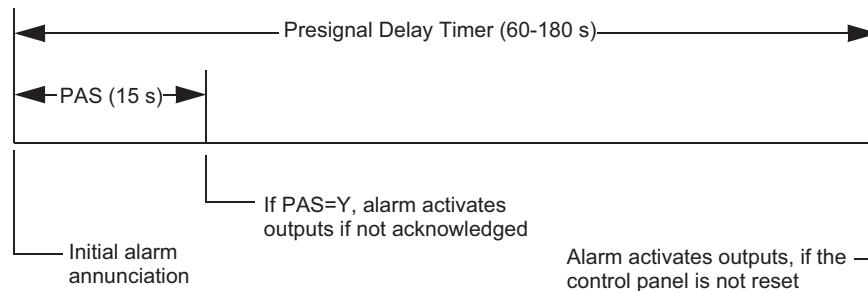 Presignal Delay Timer (60-180 s)
PAS (15 s)
If PAS=Y, alarm activates
outputs if not acknowledged
Initial alarm
annunciation
Alarm activates outputs, if the
control panel is not reset